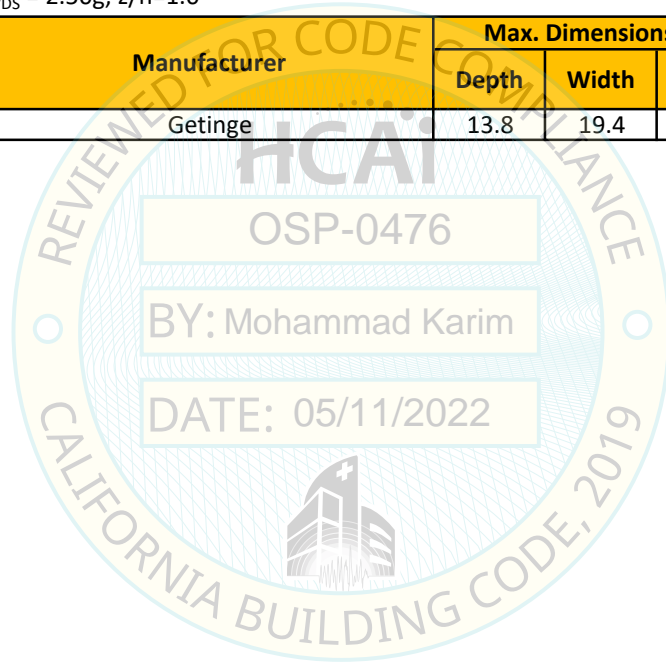 Max. Dimensions
Manufacturer
Depth Width
Getinge 13.8 19.4
REVIEWED FOR CODE COMPLIANCE
HCAi
OSP-0476
BY: Mohammad Karim
DATE: 05/11/2022
CALIFORNIA BUILDING CODE, 2019